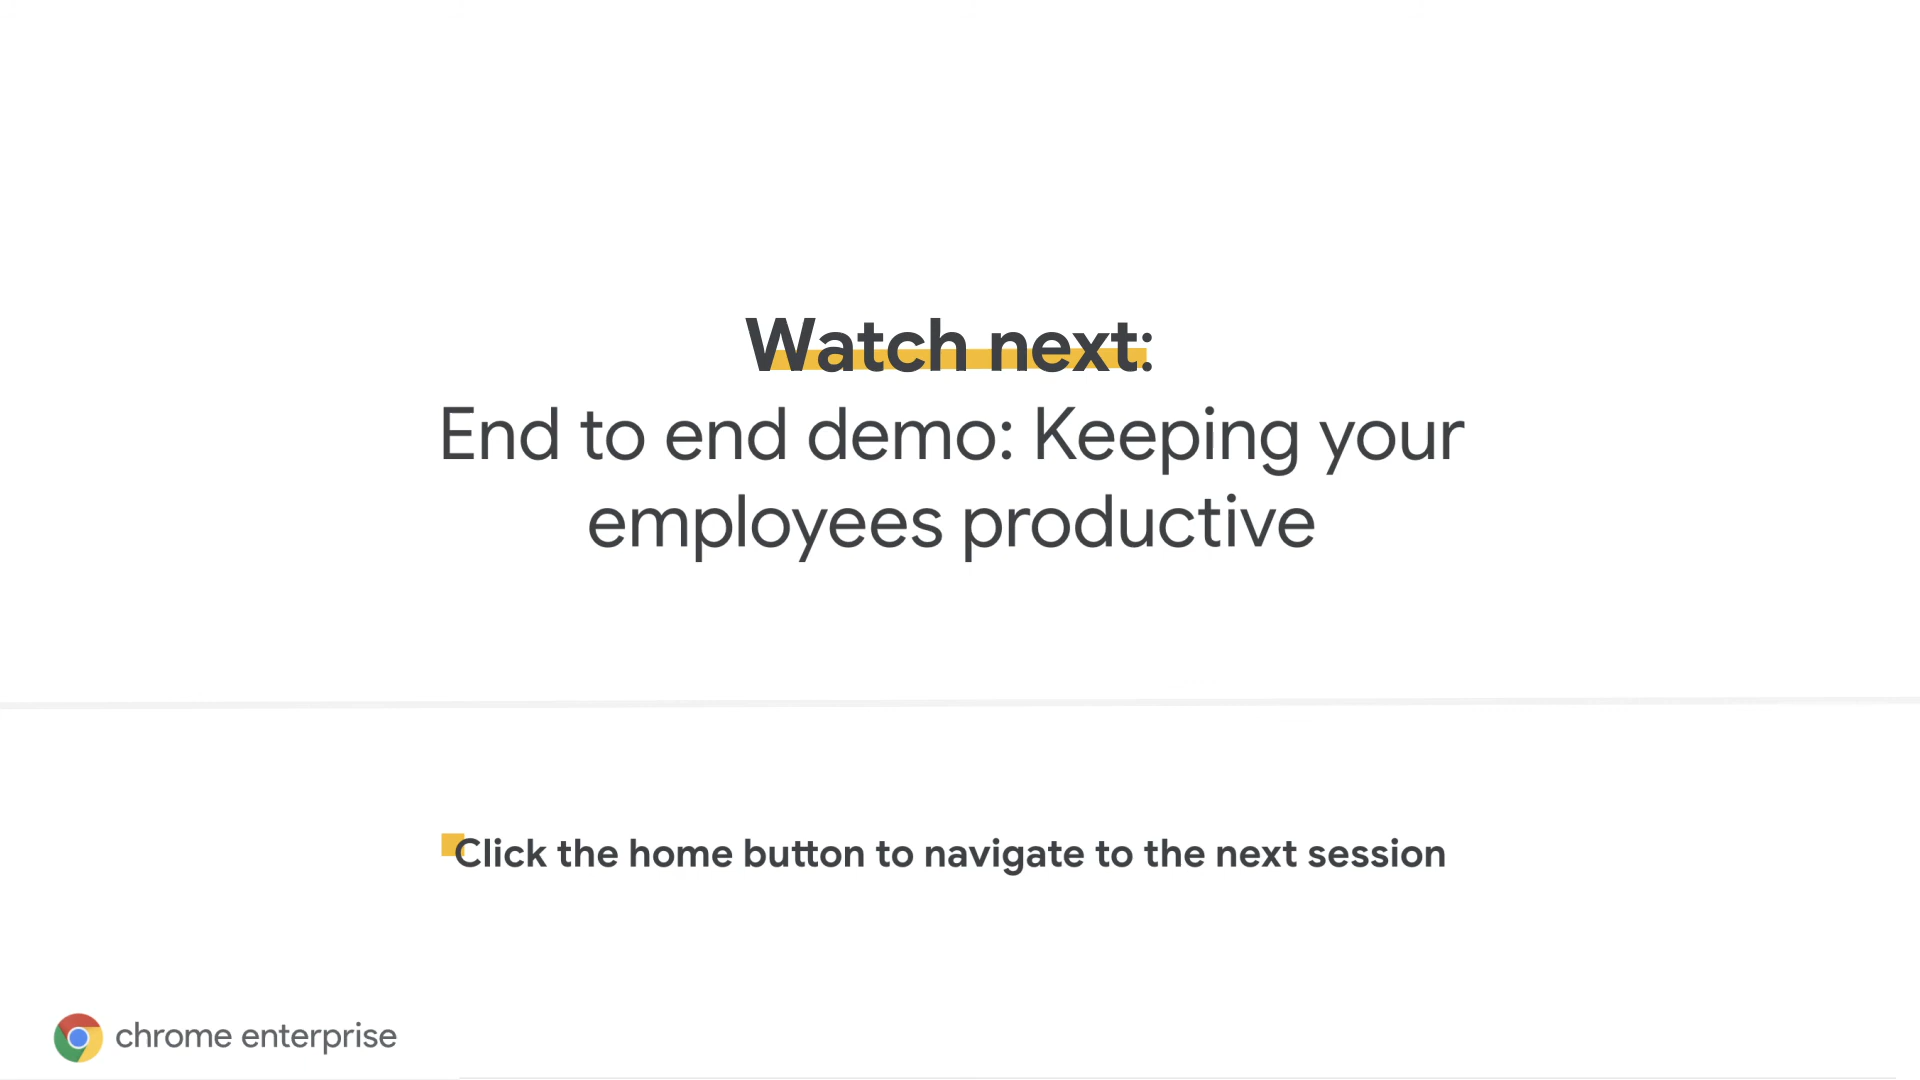 Watch next:
End to end demo: Keeping your
employees productive
Click the home button to navigate to the next session
chrome enterprise